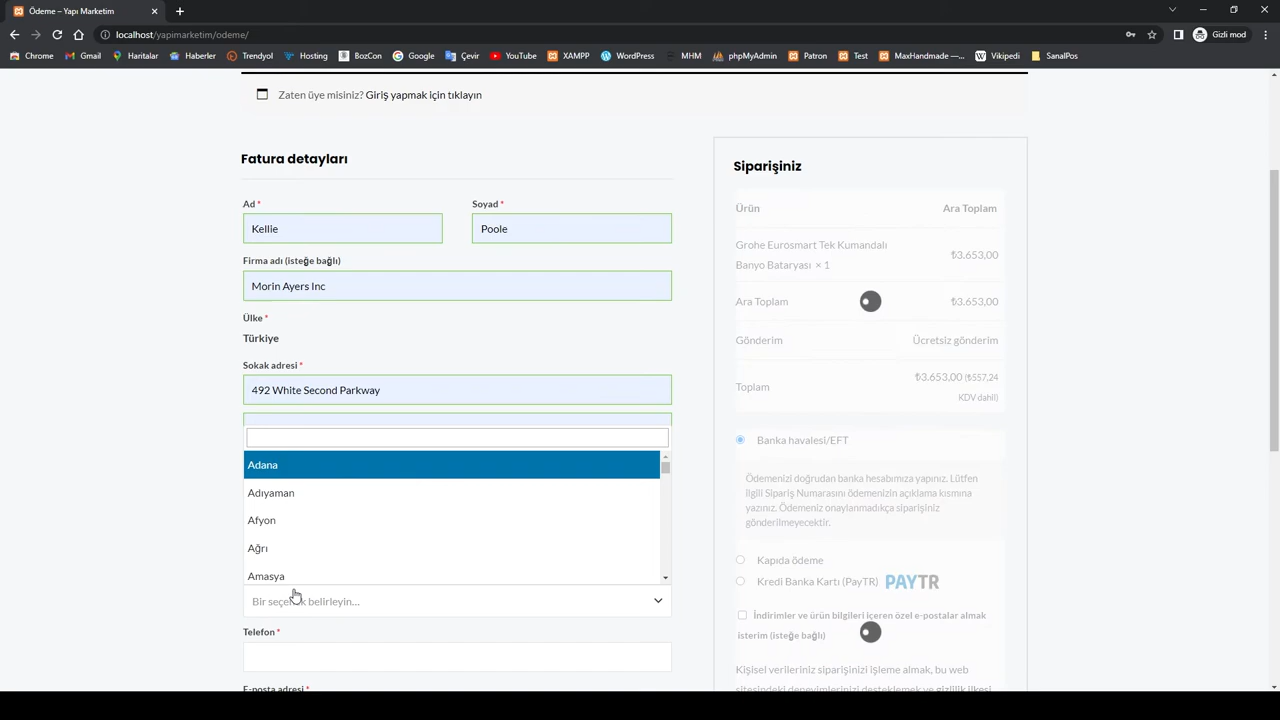 Ödeme – Yapı Marketim
localhost/yapimarketim/odeme/
Gizli mod
Chrome Gmail Haritalar Haberler Trendyol Hosting BozCon Google Çevir YouTube XAMPP WordPress MHM phpMyAdmin Patron Test MaxHandmade —... Vikipedi SanalPos
Zaten üye misiniz? Giriş yapmak için tıklayın
Fatura detayları
Ad *
Soyad *
Kellie
Poole
Firma adı (isteğe bağlı)
Morin Ayers Inc
Ülke *
Türkiye
Sokak adresi *
492 White Second Parkway
Adana
Adıyaman
Afyon
Ağrı
Amasya
Bir seçenek belirleyin…
Telefon *
E-posta adresi *
Siparişiniz
Ürün Ara Toplam
Grohe Eurosmart Tek Kumandalı
Banyo Bataryası × 1
₺3.653,00
Ara Toplam ₺3.653,00
Gönderim Ücretsiz gönderim
Toplam ₺3.653,00 (₺557,24
KDV dahil)
Banka havalesi/EFT
Ödemenizi doğrudan banka hesabımıza yapınız. Lütfen
ilgili Sipariş Numarasını ödemenizin açıklama kısmına
yazınız. Ödemeniz onaylanmadıkça siparişiniz
gönderilmeyecektir.
Kapıda ödeme
Kredi Banka Kartı (PayTR) PAYTR
İndirimler ve ürün bilgileri içeren özel e-postalar almak
isterim (isteğe bağlı)
Kişisel verileriniz siparişinizi işleme almak, bu web
sitesindeki deneyimlerinizi desteklemek ve gizlilik ilkesi